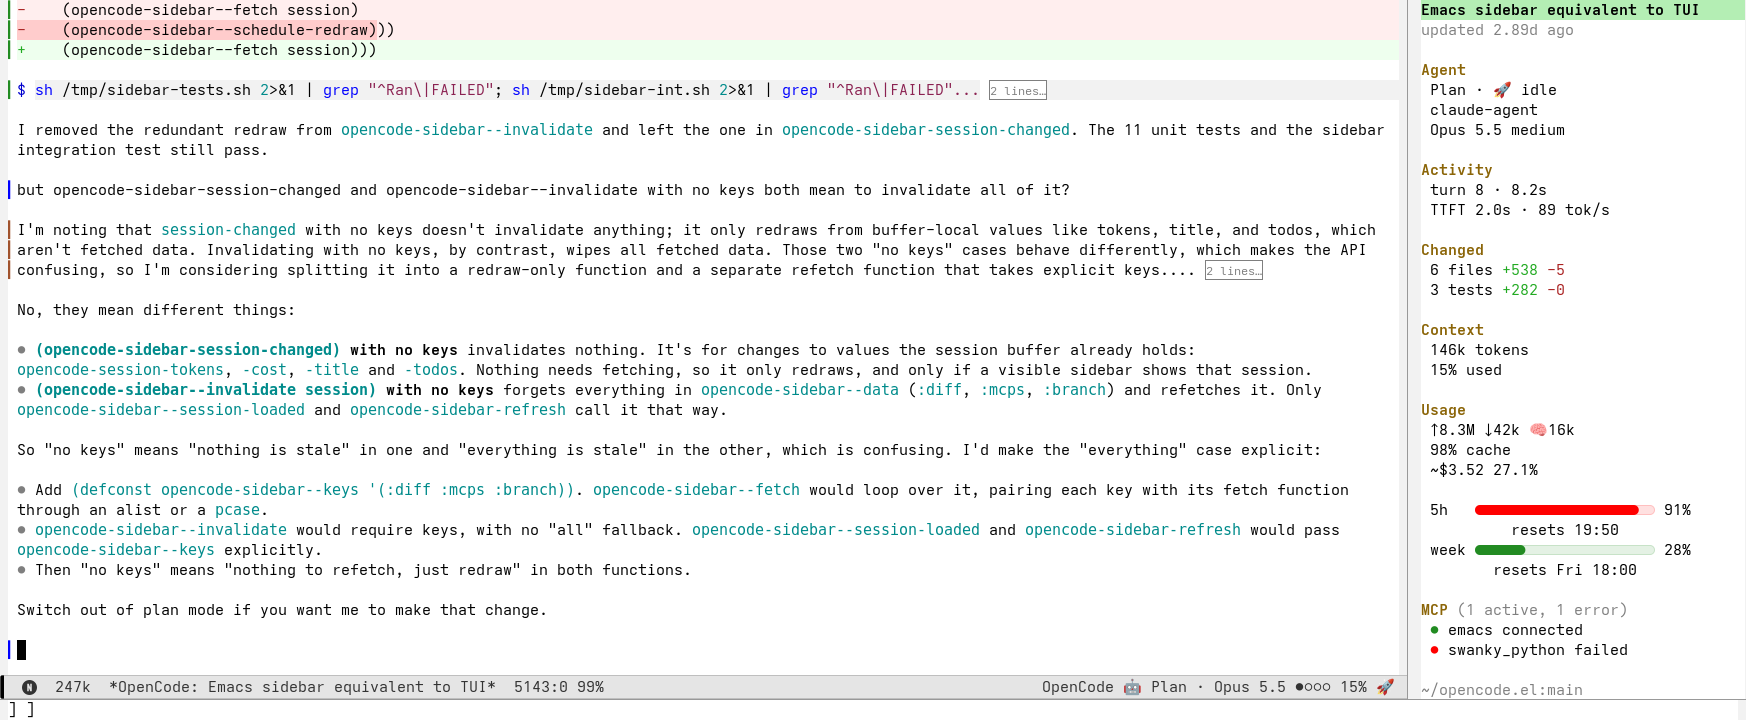 -    (opencode-sidebar--fetch session)
-    (opencode-sidebar--schedule-redraw)))
+    (opencode-sidebar--fetch session)))
$ sh /tmp/sidebar-tests.sh 2>&1 | grep "^Ran\|FAILED"; sh /tmp/sidebar-int.sh 2>&1 | grep "^Ran\|FAILED"... 2 lines…
I removed the redundant redraw from opencode-sidebar--invalidate and left the one in opencode-sidebar-session-changed. The 11 unit tests and the sidebar
integration test still pass.
but opencode-sidebar-session-changed and opencode-sidebar--invalidate with no keys both mean to invalidate all of it?
I'm noting that session-changed with no keys doesn't invalidate anything; it only redraws from buffer-local values like tokens, title, and todos, which
aren't fetched data. Invalidating with no keys, by contrast, wipes all fetched data. Those two "no keys" cases behave differently, which makes the API
confusing, so I'm considering splitting it into a redraw-only function and a separate refetch function that takes explicit keys.... 2 lines…
No, they mean different things:
● (opencode-sidebar-session-changed) with no keys invalidates nothing. It's for changes to values the session buffer already holds:
opencode-session-tokens, -cost, -title and -todos. Nothing needs fetching, so it only redraws, and only if a visible sidebar shows that session.
● (opencode-sidebar--invalidate session) with no keys forgets everything in opencode-sidebar--data (:diff, :mcps, :branch) and refetches it. Only
opencode-sidebar--session-loaded and opencode-sidebar-refresh call it that way.
So "no keys" means "nothing is stale" in one and "everything is stale" in the other, which is confusing. I'd make the "everything" case explicit:
● Add (defconst opencode-sidebar--keys '(:diff :mcps :branch)). opencode-sidebar--fetch would loop over it, pairing each key with its fetch function
through an alist or a pcase.
● opencode-sidebar--invalidate would require keys, with no "all" fallback. opencode-sidebar--session-loaded and opencode-sidebar-refresh would pass
opencode-sidebar--keys explicitly.
● Then "no keys" means "nothing to refetch, just redraw" in both functions.
Switch out of plan mode if you want me to make that change.
N 247k *OpenCode: Emacs sidebar equivalent to TUI* 5143:0 99% OpenCode 🤖 Plan · Opus 5.5 ●○○○ 15% 🚀
] ]
Emacs sidebar equivalent to TUI
updated 2.89d ago
Agent
Plan · 🚀 idle
claude-agent
Opus 5.5 medium
Activity
turn 8 · 8.2s
TTFT 2.0s · 89 tok/s
Changed
6 files +538 -5
3 tests +282 -0
Context
146k tokens
15% used
Usage
↑8.3M ↓42k 🧠16k
98% cache
~$3.52 27.1%
5h 91%
resets 19:50
week 28%
resets Fri 18:00
MCP (1 active, 1 error)
● emacs connected
● swanky_python failed
~/opencode.el:main